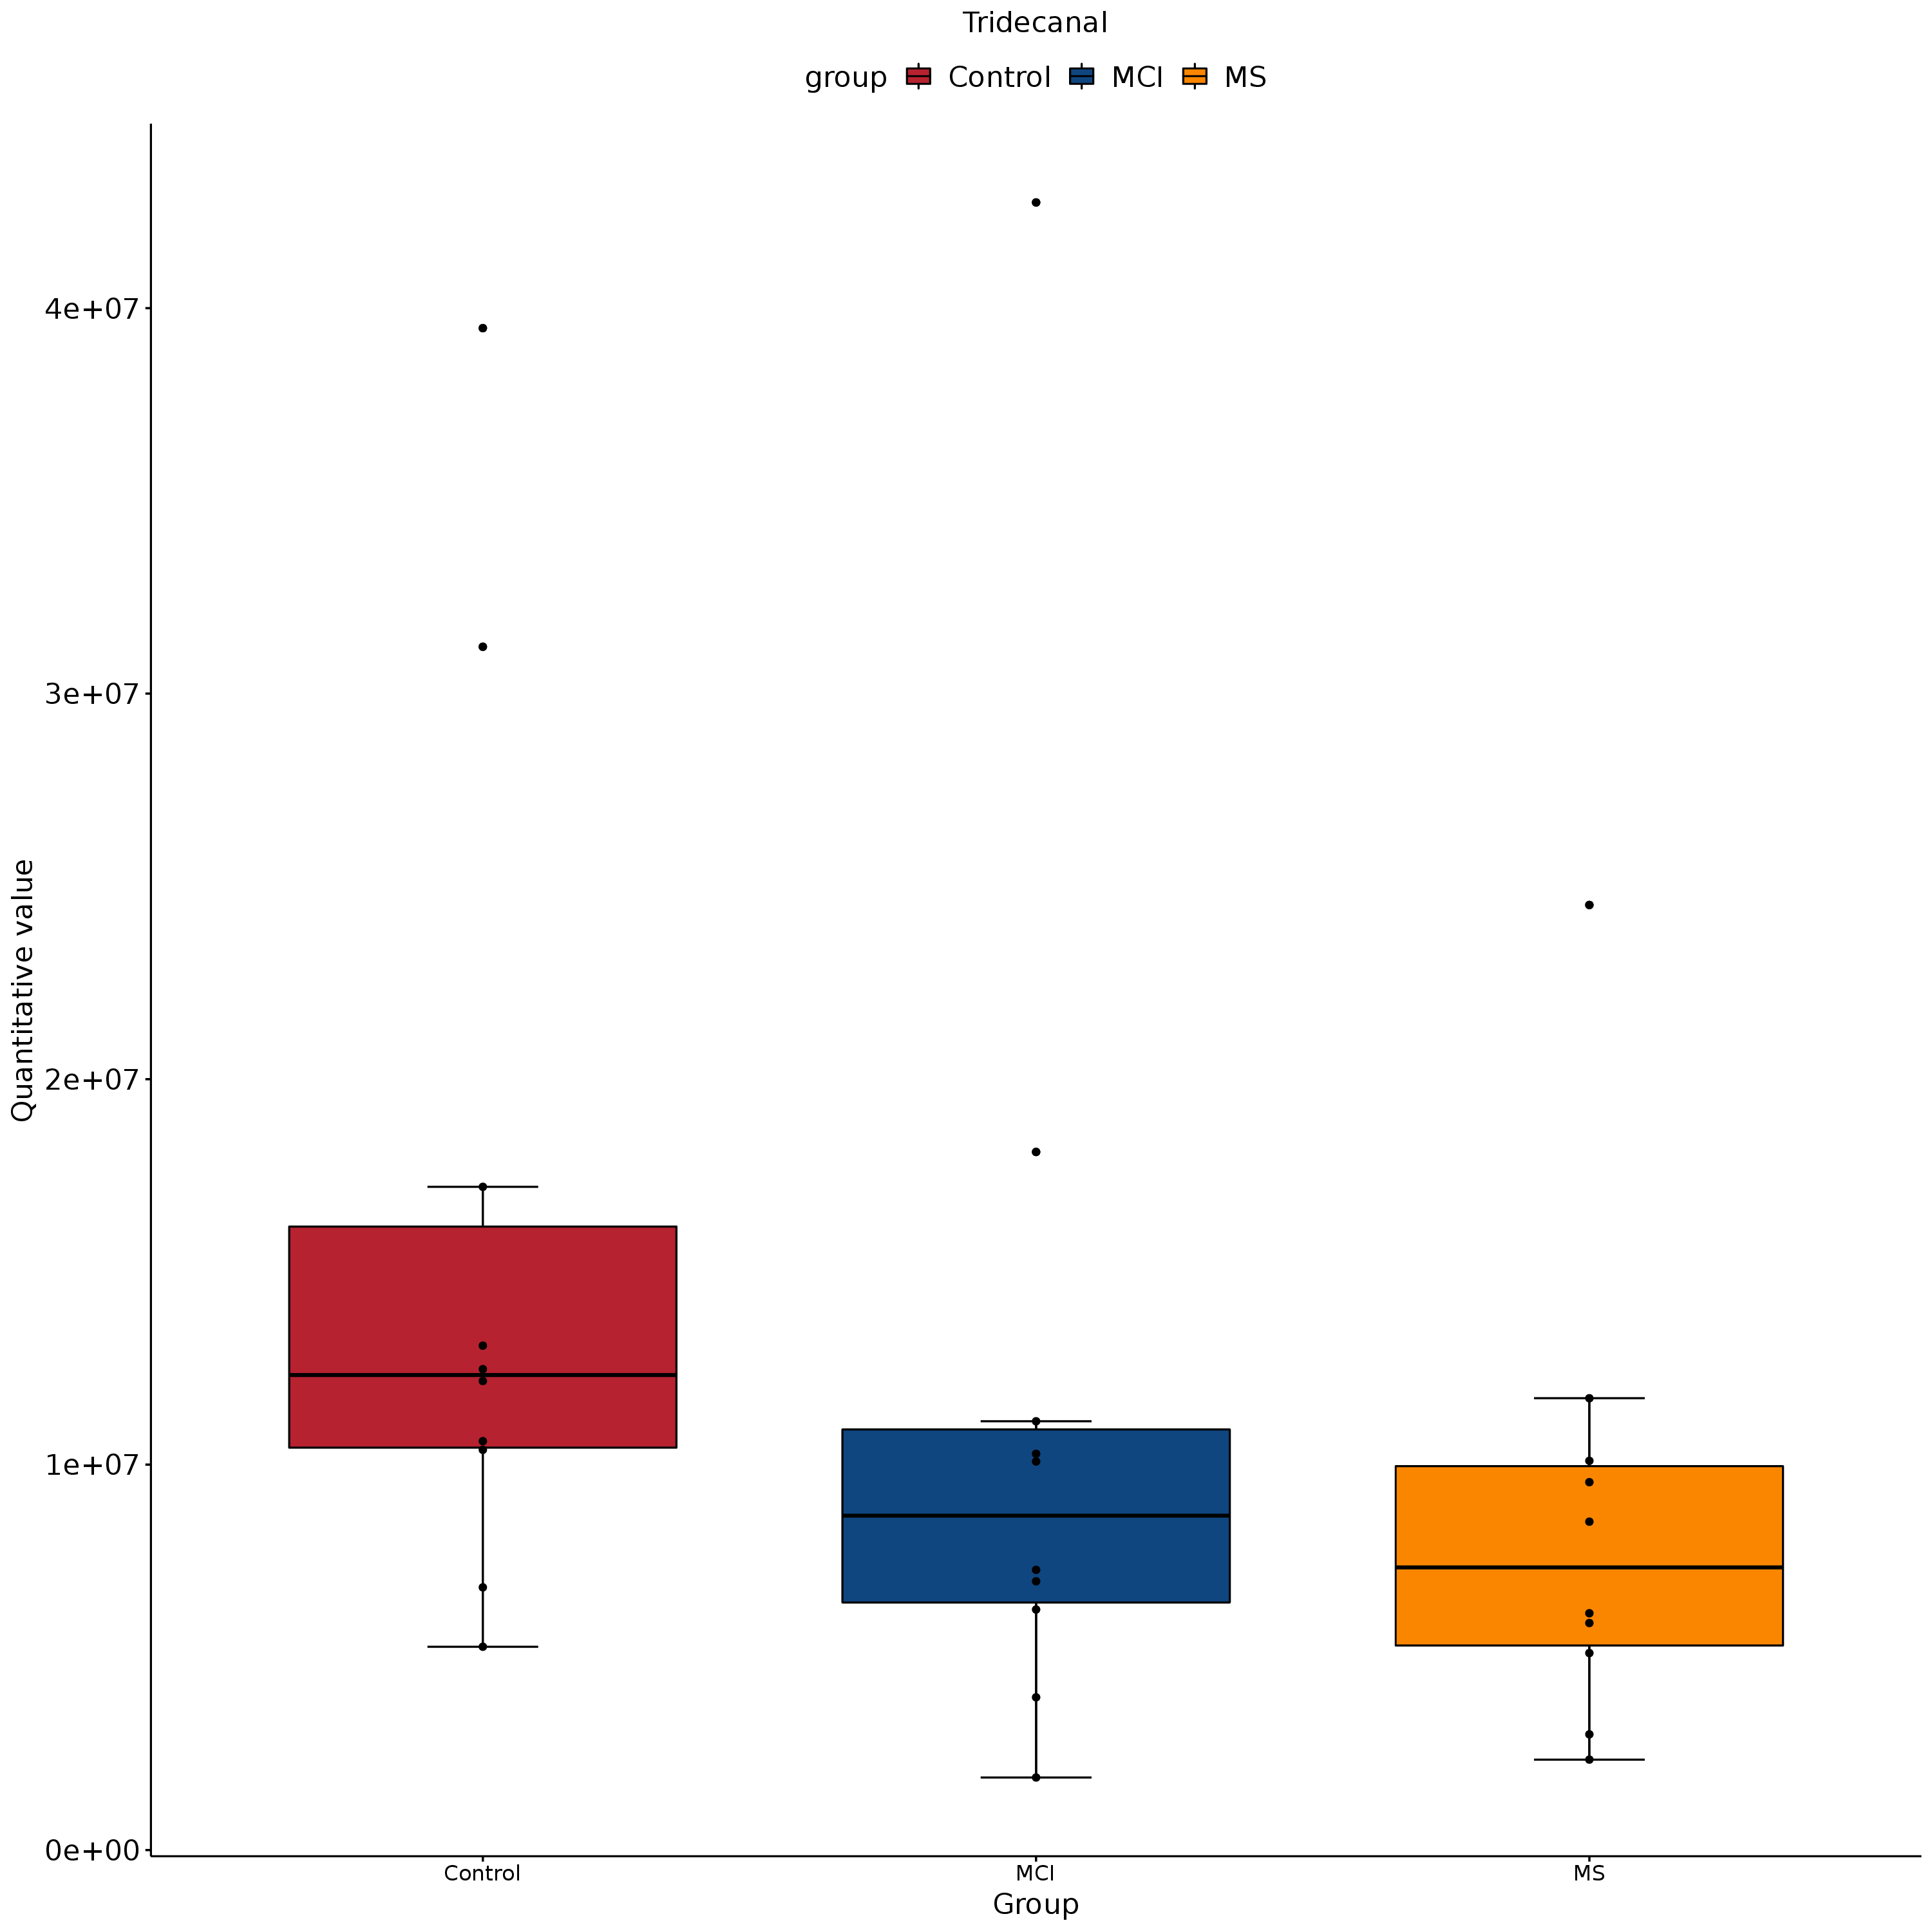 Tridecanal
group Control MCI MS
Quantitative value
4e+07
3e+07
2e+07
1e+07
0e+00
Control MCI MS
Group